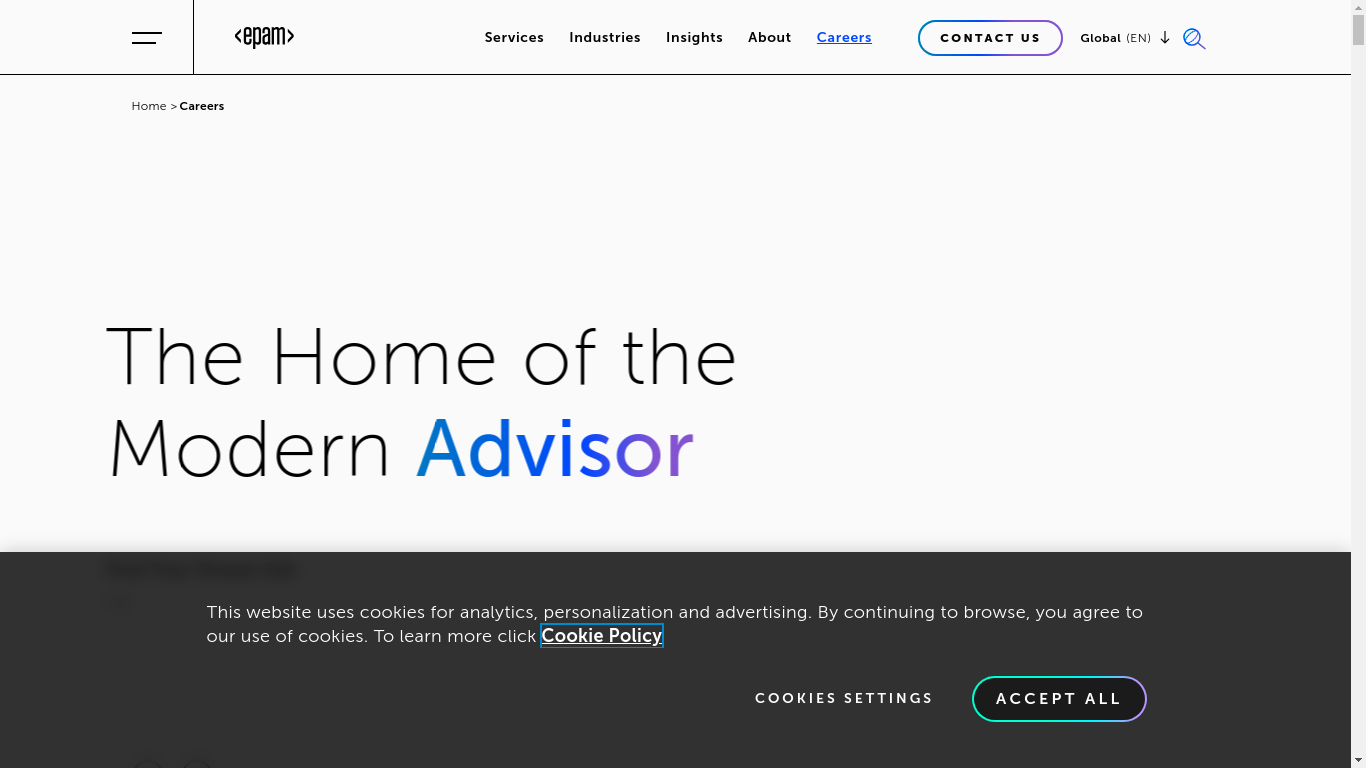 <epam>
Services
Industries
Insights
About
Careers
CONTACT US
Global (EN)
Home > Careers
The Home of the
Modern Advisor
This website uses cookies for analytics, personalization and advertising. By continuing to browse, you agree to
our use of cookies. To learn more click Cookie Policy
COOKIES SETTINGS
ACCEPT ALL